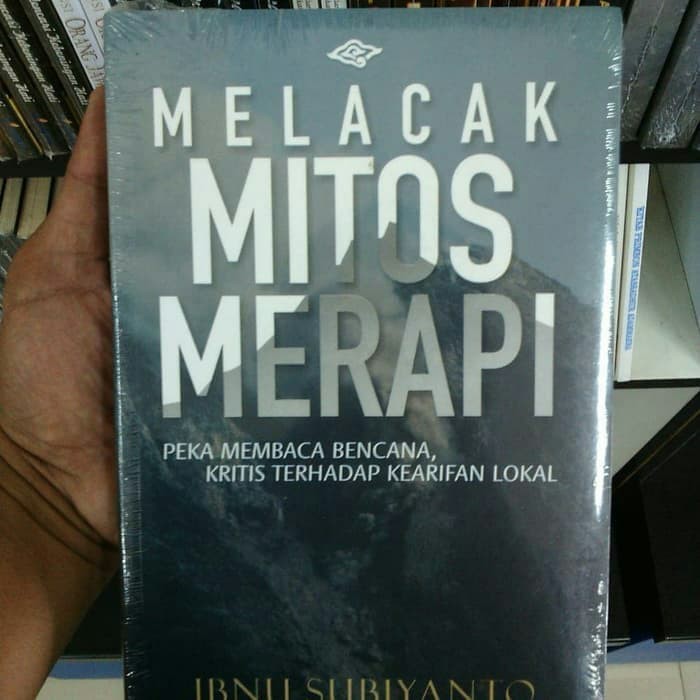 MELACAK
MITOS
MERAPI
PEKA MEMBACA BENCANA,
KRITIS TERHADAP KEARIFAN LOKAL
IBNU SUBIYANTO